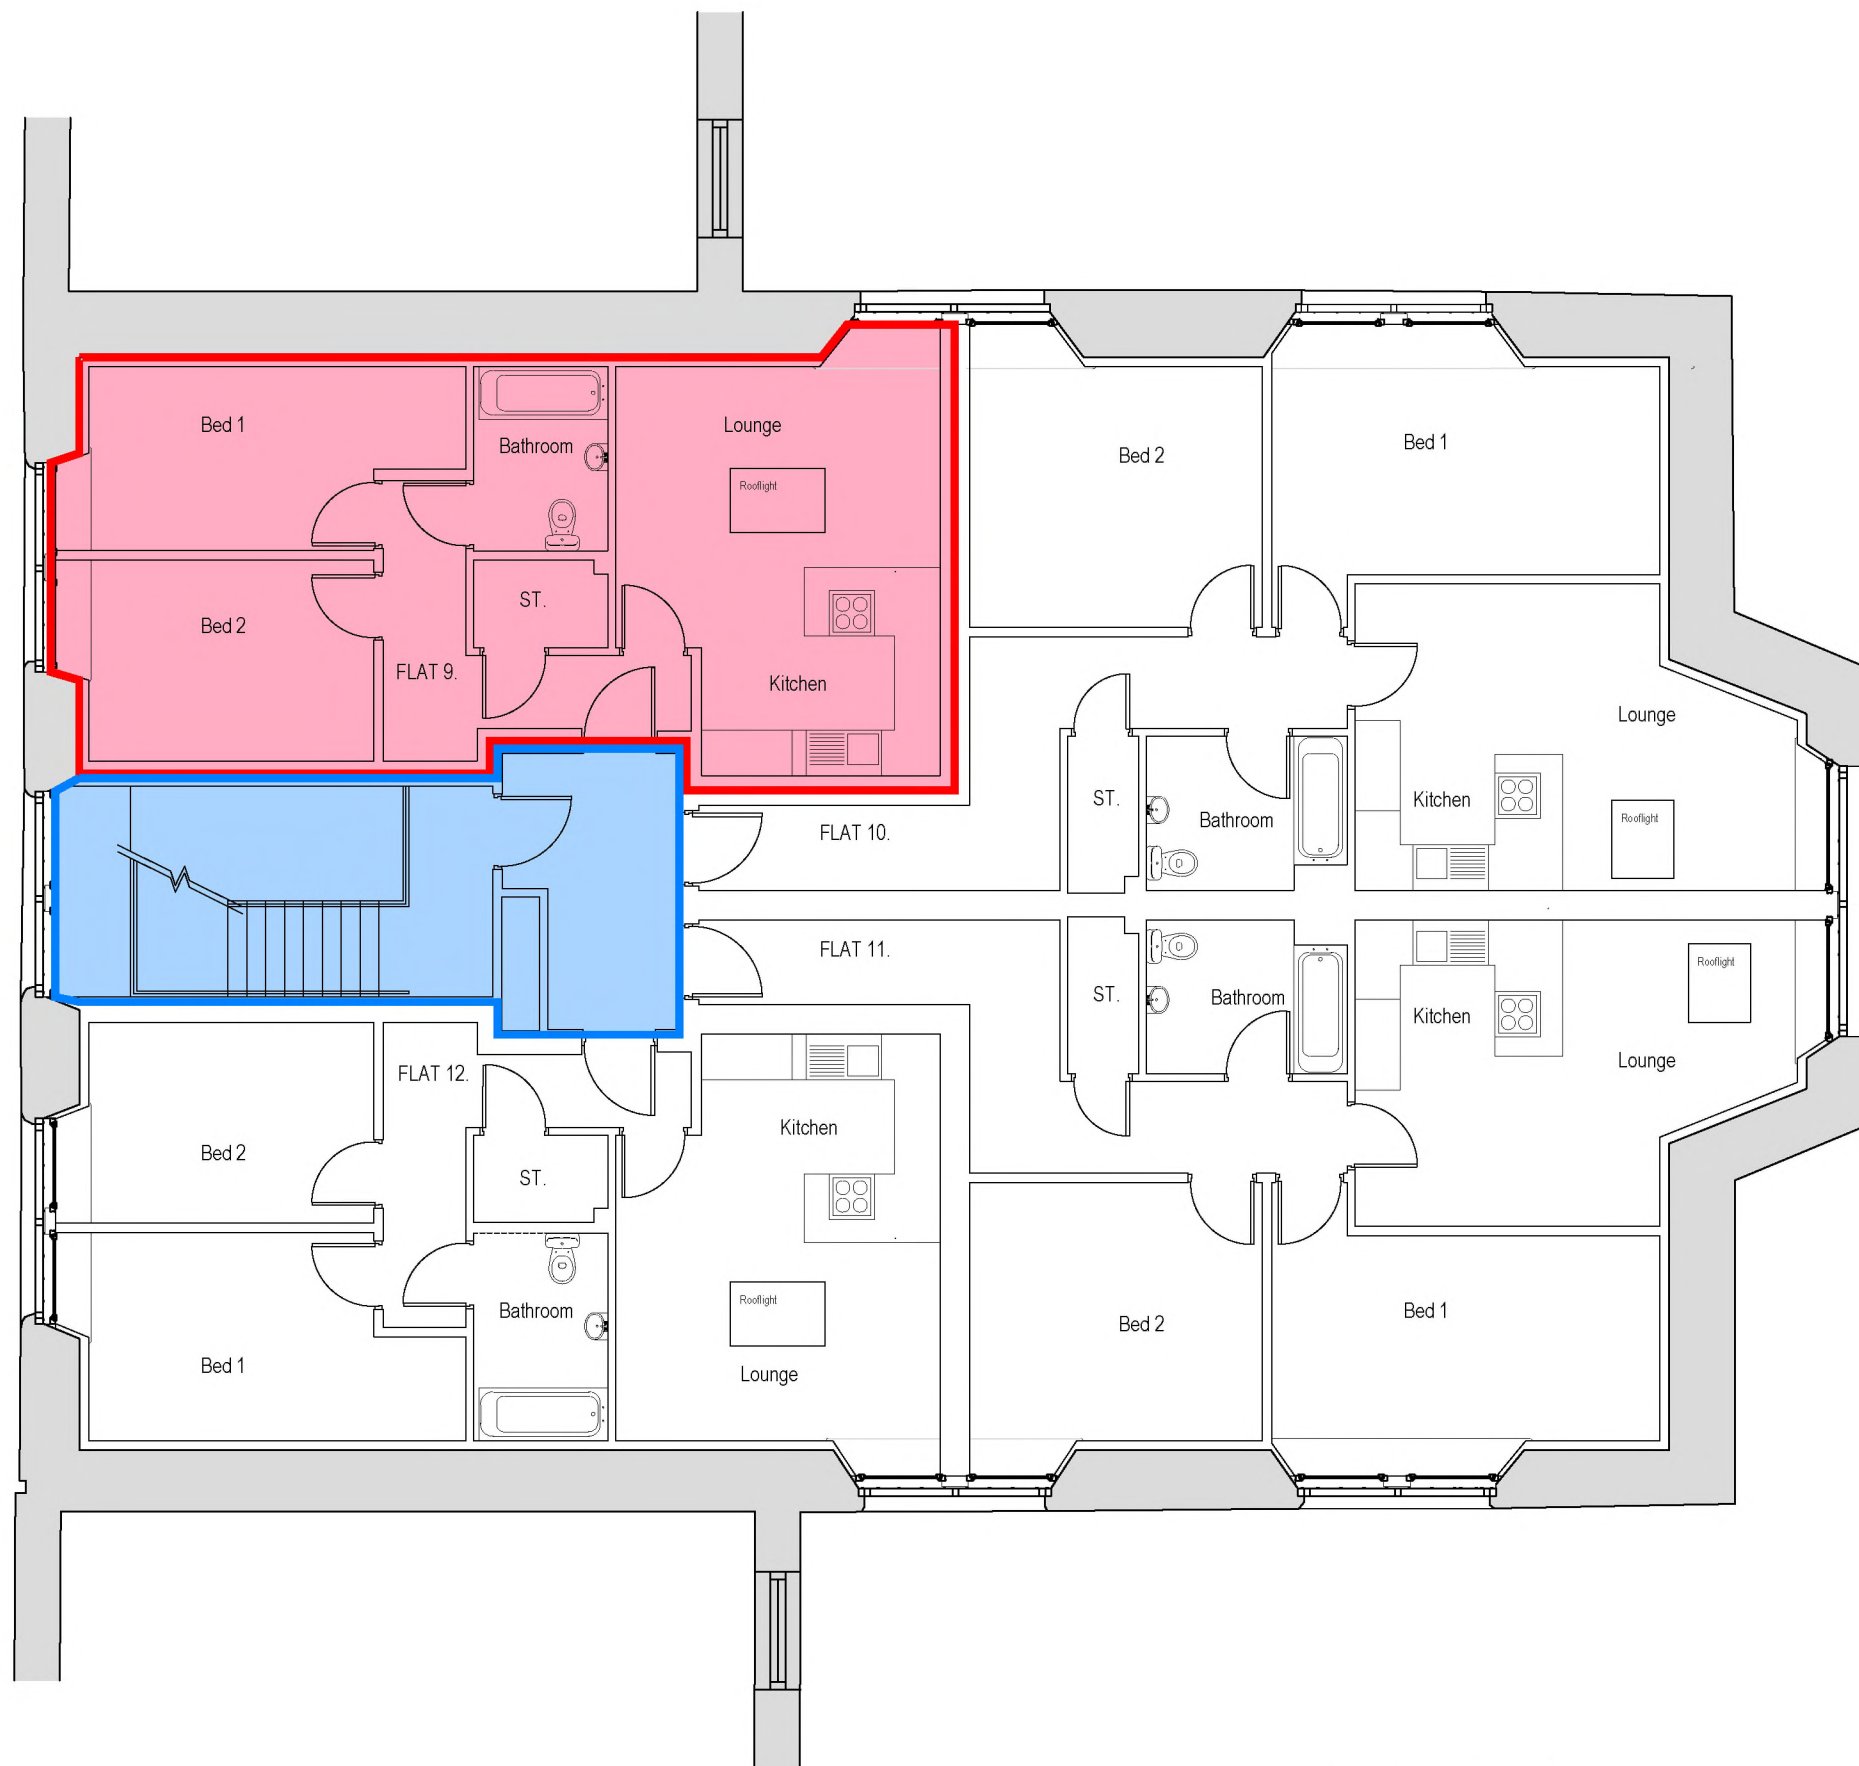 Bed 1
Bathroom
Lounge
Rooflight
Bed 2
ST.
FLAT 9.
Kitchen
Bed 2
Bed 1
Lounge
Kitchen
Rooflight
ST.
Bathroom
FLAT 10.
FLAT 11.
ST.
Bathroom
Kitchen
Rooflight
Lounge
Bed 2
Bed 1
FLAT 12.
Kitchen
Bed 2
ST.
Bathroom
Rooflight
Bed 1
Lounge